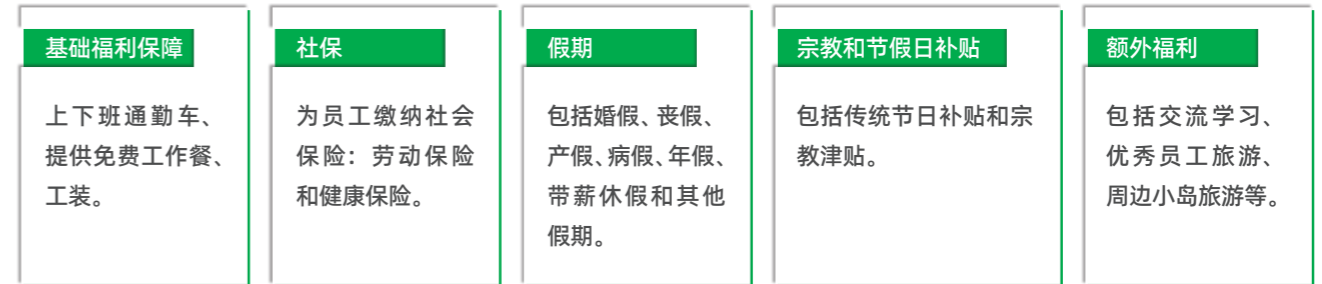 基础福利保障
上下班通勤车、
提供免费工作餐、
工装。
社保
为员工缴纳社会
保险：劳动保险
和健康保险。
假期
包括婚假、丧假、
产假、病假、年假、
带薪休假和其他
假期。
宗教和节假日补贴
包括传统节日补贴和宗
教津贴。
额外福利
包括交流学习、
优秀员工旅游、
周边小岛旅游等。